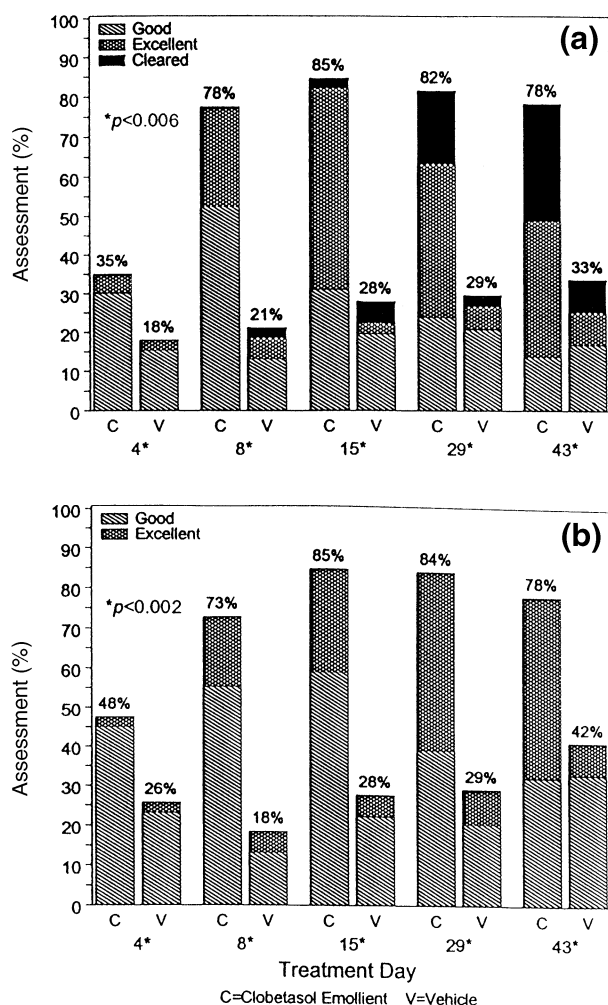 100
Good
Excellent
Cleared
(a)
90
80
70
60
50
40
30
20
10
0
Assessment (%)
*p<0.006
35%
18%
78%
21%
85%
28%
82%
29%
78%
33%
C V C V C V C V C V
4* 8* 15* 29* 43*
100
Good
Excellent
(b)
90
80
70
60
50
40
30
20
10
0
Assessment (%)
*p<0.002
48%
26%
73%
18%
85%
28%
84%
29%
78%
42%
C V C V C V C V C V
4* 8* 15* 29* 43*
Treatment Day
C=Clobetasol Emollient V=Vehicle